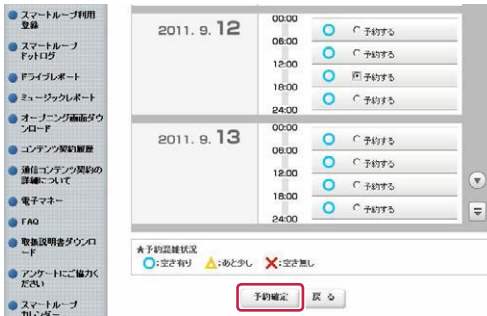 スマートループ利用
登録
スマートループ
ドットログ
ドライブレポート
ミュージックレポート
オープニング画面ダウ
ンロード
コンテンツ契約履歴
通信コンテンツ契約の
詳細について
電子マネー
FAQ
取扱説明書ダウンロ
ード
アンケートにご協力く
ださい
スマートループ
カレンダー
2011. 9. 12
00:00
予約する
06:00
予約する
12:00
予約する
18:00
予約する
24:00
2011. 9. 13
00:00
予約する
06:00
予約する
12:00
予約する
18:00
予約する
24:00
★予約混雑状況
○:空き有り △:あと少し ×:空き無し
予約確定 戻る